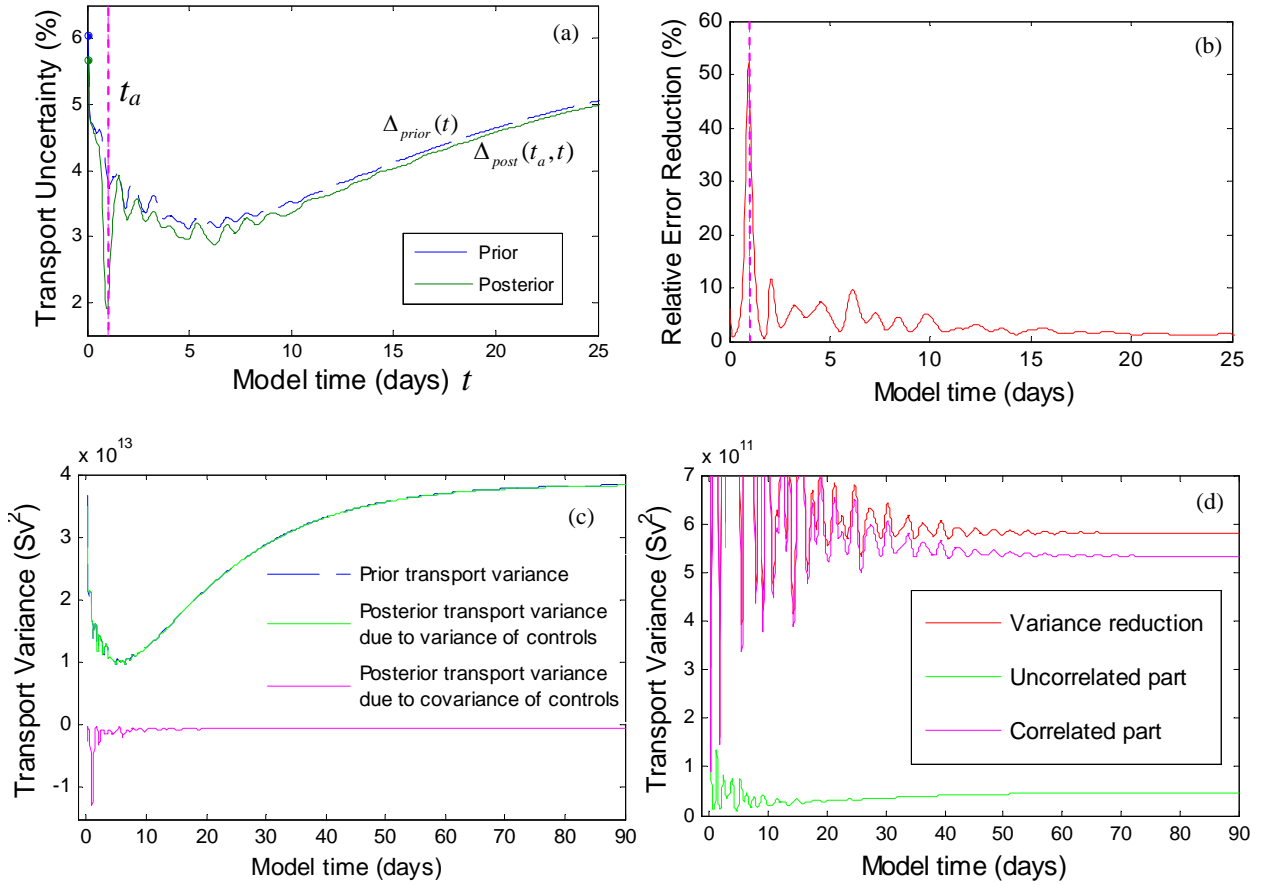 (a)
Transport Uncertainty (%)
6
5
4
3
2
t_a
Δ_prior(t)
Δ_post(t_a,t)
Prior
Posterior
0 5 10 15 20 25
Model time (days) t
(b)
Relative Error Reduction (%)
60
50
40
30
20
10
0
0 5 10 15 20 25
Model time (days)
x 10^13
(c)
Transport Variance (Sv^2)
4
3
2
1
0
-1
Prior transport variance
Posterior transport variance
due to variance of controls
Posterior transport variance
due to covariance of controls
0 10 20 30 40 50 60 70 80 90
Model time (days)
x 10^11
(d)
Transport Variance (Sv^2)
7
6
5
4
3
2
1
0
Variance reduction
Uncorrelated part
Correlated part
0 10 20 30 40 50 60 70 80 90
Model time (days)